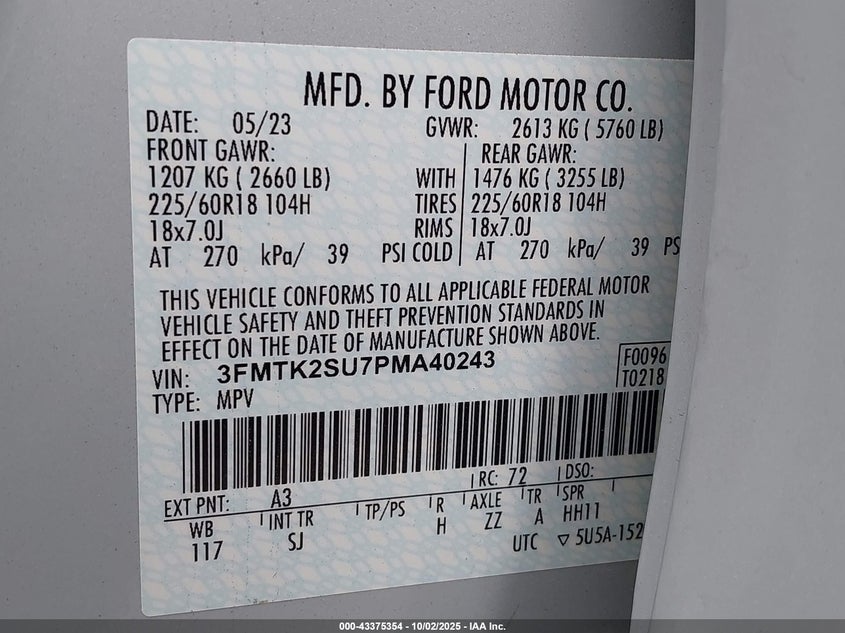 MFD. BY FORD MOTOR CO.
DATE: 05/23 GVWR: 2613 KG ( 5760 LB)
FRONT GAWR: REAR GAWR:
1207 KG ( 2660 LB) WITH 1476 KG ( 3255 LB)
225/60R18 104H TIRES 225/60R18 104H
18x7.0J RIMS 18x7.0J
AT 270 kPa/ 39 PSI COLD AT 270 kPa/ 39 PS
THIS VEHICLE CONFORMS TO ALL APPLICABLE FEDERAL MOTOR
VEHICLE SAFETY AND THEFT PREVENTION STANDARDS IN
EFFECT ON THE DATE OF MANUFACTURE SHOWN ABOVE.
VIN: 3FMTK2SU7PMA40243 F0096
TYPE: MPV T0218
EXT PNT: A3 RC: 72 DSO:
WB INT TR TP/PS R AXLE TR SPR
117 SJ H ZZ A HH11
UTC ▽ 5U5A-152
000-43375354 - 10/02/2025 - IAA Inc.